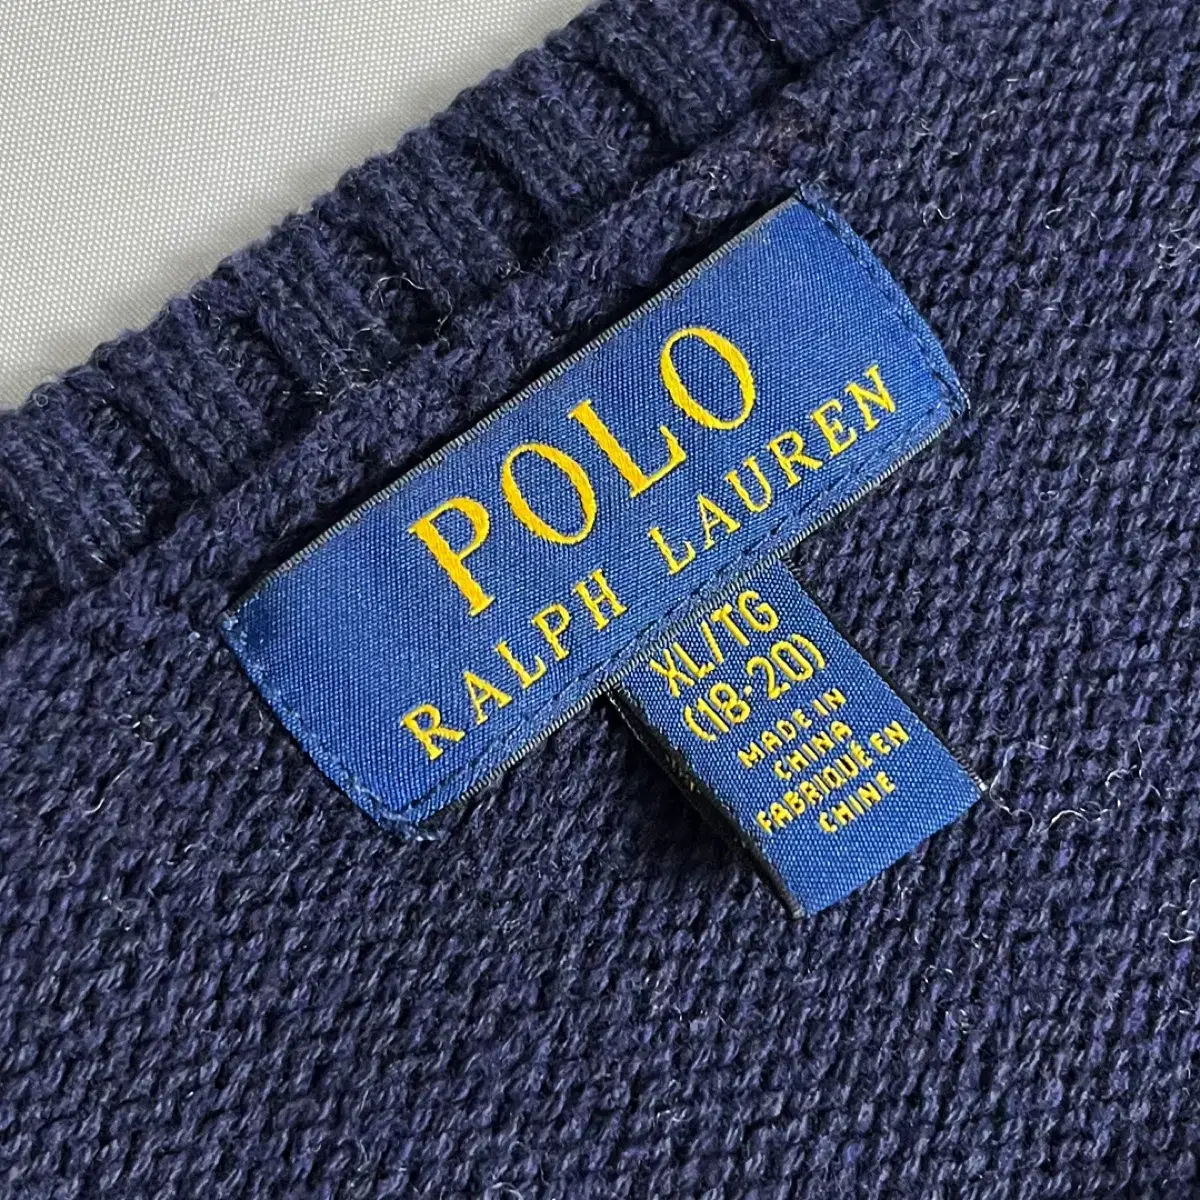 POLO
RALPH LAUREN
XL/TG
(18-20)
MADE IN
CHINA
FABRIQUÉ EN
CHINE